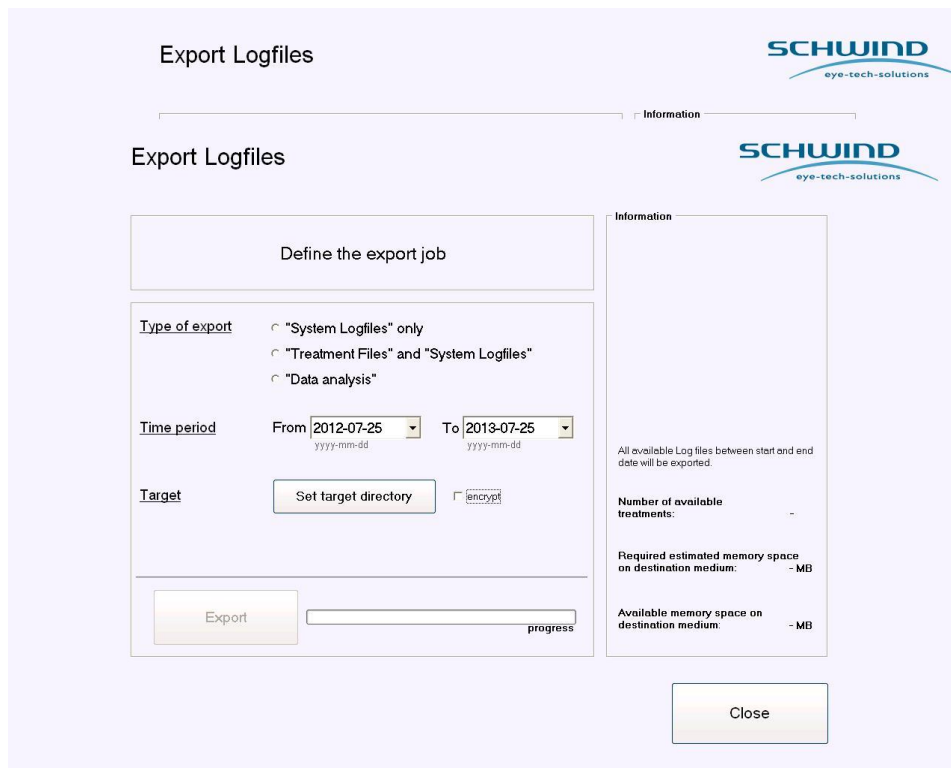 Export Logfiles
SCHWIND
eye-tech-solutions
Information
Export Logfiles
SCHWIND
eye-tech-solutions
Define the export job
Type of export
"System Logfiles" only
"Treatment Files" and "System Logfiles"
"Data analysis"
Time period
From 2012-07-25 To 2013-07-25
yyyy-mm-dd yyyy-mm-dd
Target
Set target directory
encrypt
Export
progress
Information
All available Log files between start and end
date will be exported.
Number of available
treatments: -
Required estimated memory space
on destination medium: - MB
Available memory space on
destination medium: - MB
Close